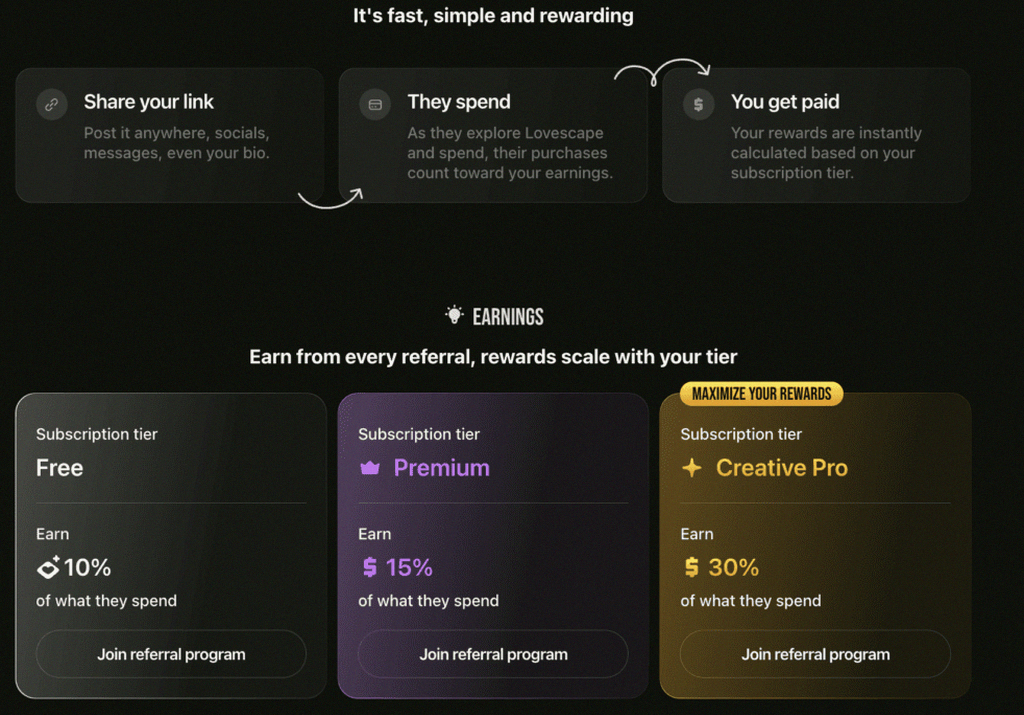 It's fast, simple and rewarding
Share your link
Post it anywhere, socials,
messages, even your bio.
They spend
As they explore Lovescape
and spend, their purchases
count toward your earnings.
You get paid
Your rewards are instantly
calculated based on your
subscription tier.
EARNINGS
Earn from every referral, rewards scale with your tier
Subscription tier
Free
Earn
10%
of what they spend
Join referral program
Subscription tier
Premium
Earn
$ 15%
of what they spend
Join referral program
MAXIMIZE YOUR REWARDS
Subscription tier
Creative Pro
Earn
$ 30%
of what they spend
Join referral program